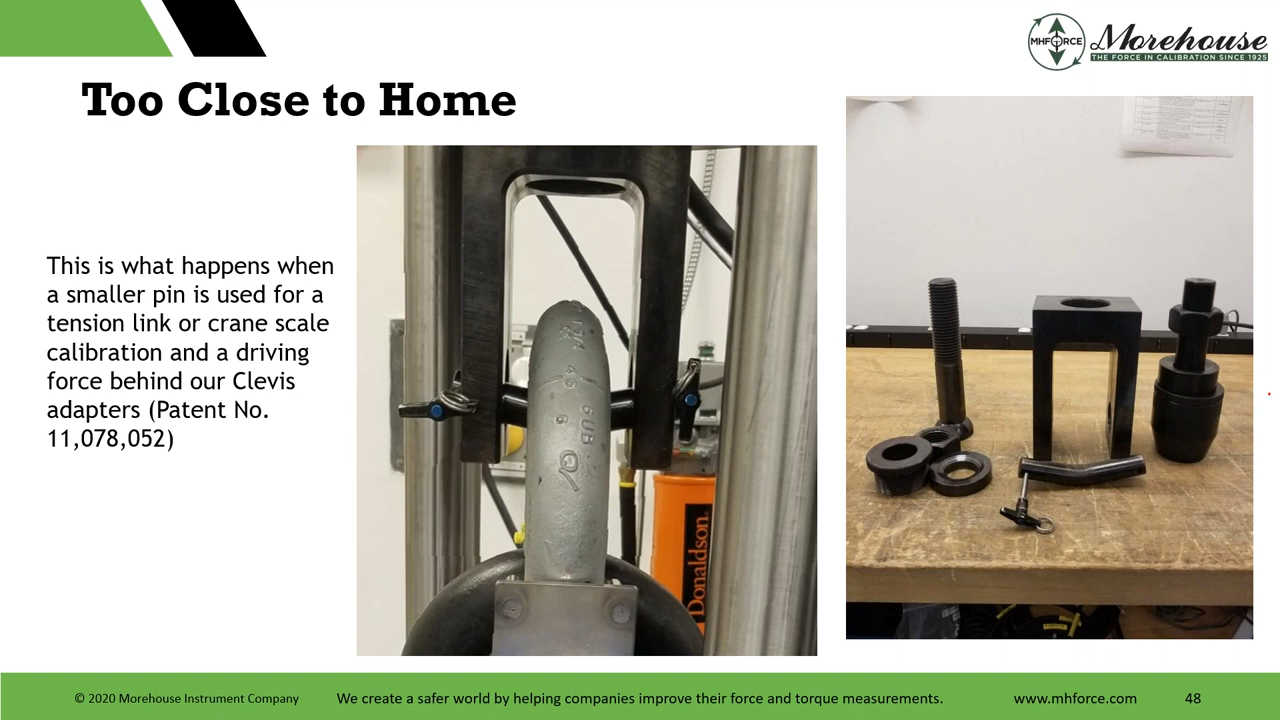 MHFORCE
Morehouse
THE FORCE IN CALIBRATION SINCE 1925
Too Close to Home
This is what happens when
a smaller pin is used for a
tension link or crane scale
calibration and a driving
force behind our Clevis
adapters (Patent No.
11,078,052)
Donaldson.
© 2020 Morehouse Instrument Company
We create a safer world by helping companies improve their force and torque measurements.
www.mhforce.com
48